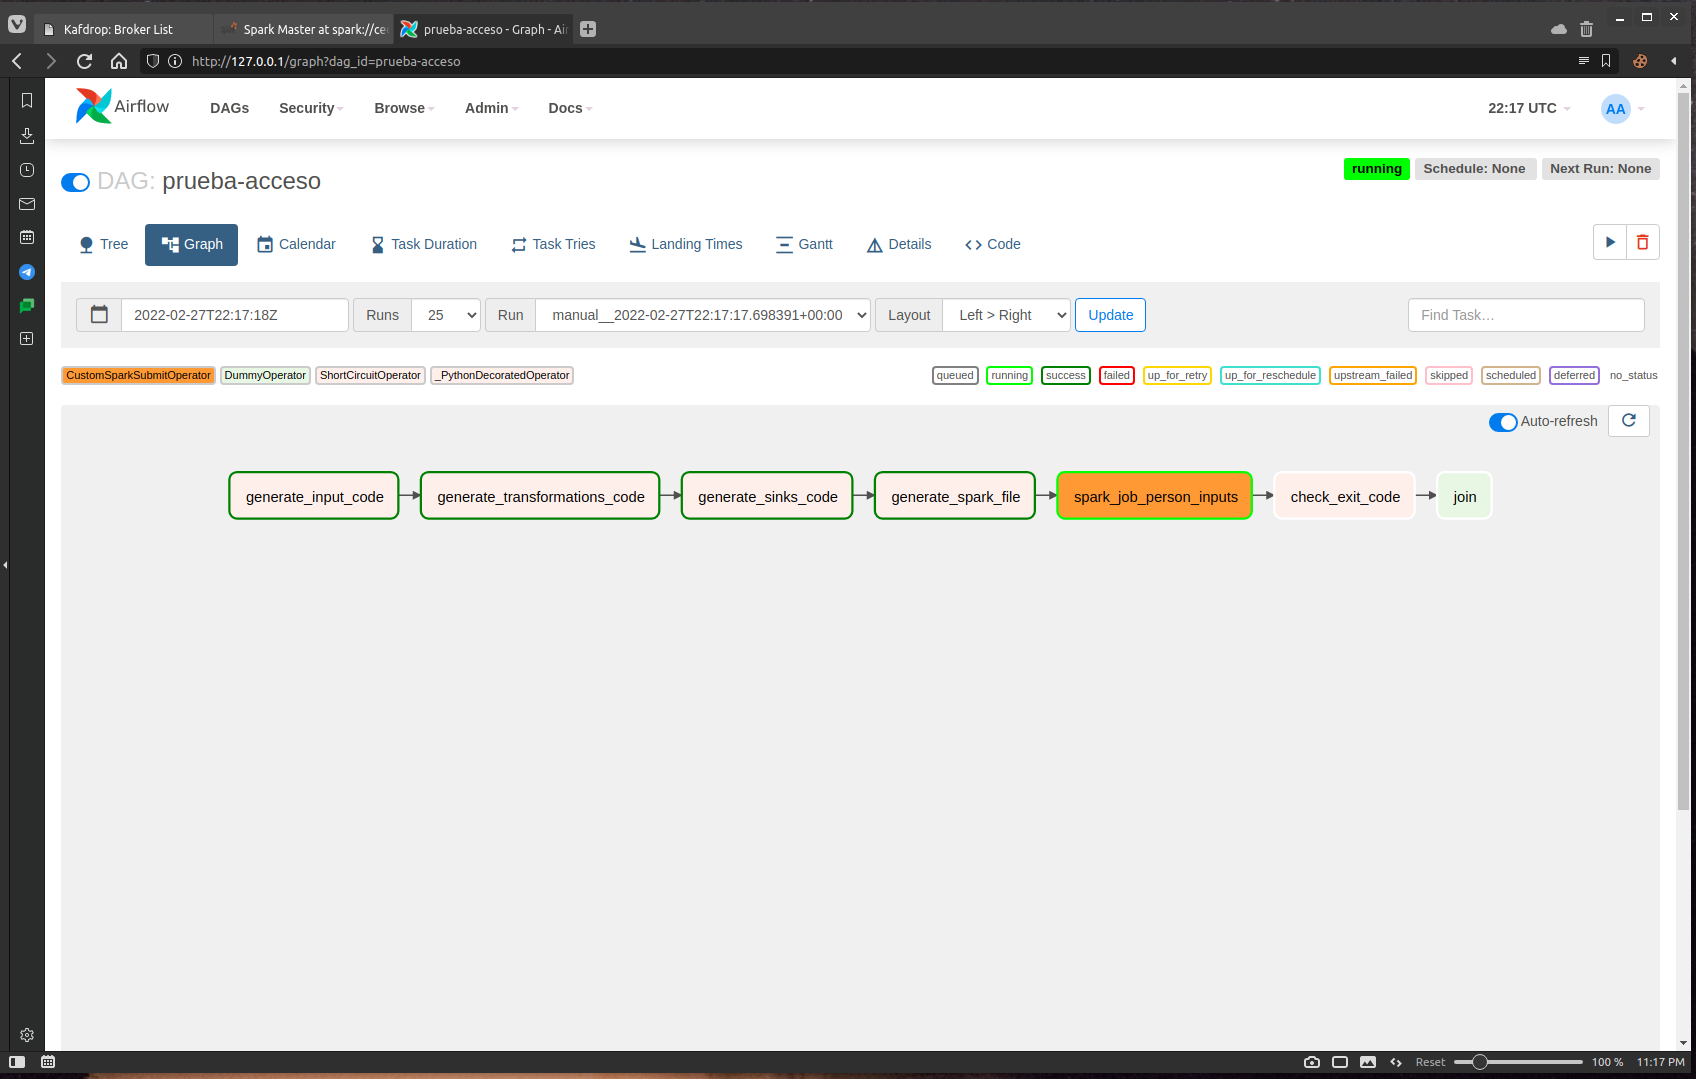 Kafdrop: Broker List
Spark Master at spark://ce
prueba-acceso - Graph - Air
http://127.0.0.1/graph?dag_id=prueba-acceso
Airflow DAGs Security Browse Admin Docs 22:17 UTC AA
DAG: prueba-acceso
running Schedule: None Next Run: None
Tree Graph Calendar Task Duration Task Tries Landing Times Gantt Details Code
2022-02-27T22:17:18Z Runs 25 Run manual__2022-02-27T22:17:17.698391+00:00 Layout Left > Right Update Find Task…
CustomSparkSubmitOperator DummyOperator ShortCircuitOperator _PythonDecoratedOperator queued running success failed up_for_retry up_for_reschedule upstream_failed skipped scheduled deferred no_status
Auto-refresh
generate_input_code generate_transformations_code generate_sinks_code generate_spark_file spark_job_person_inputs check_exit_code join
Reset 100 % 11:17 PM